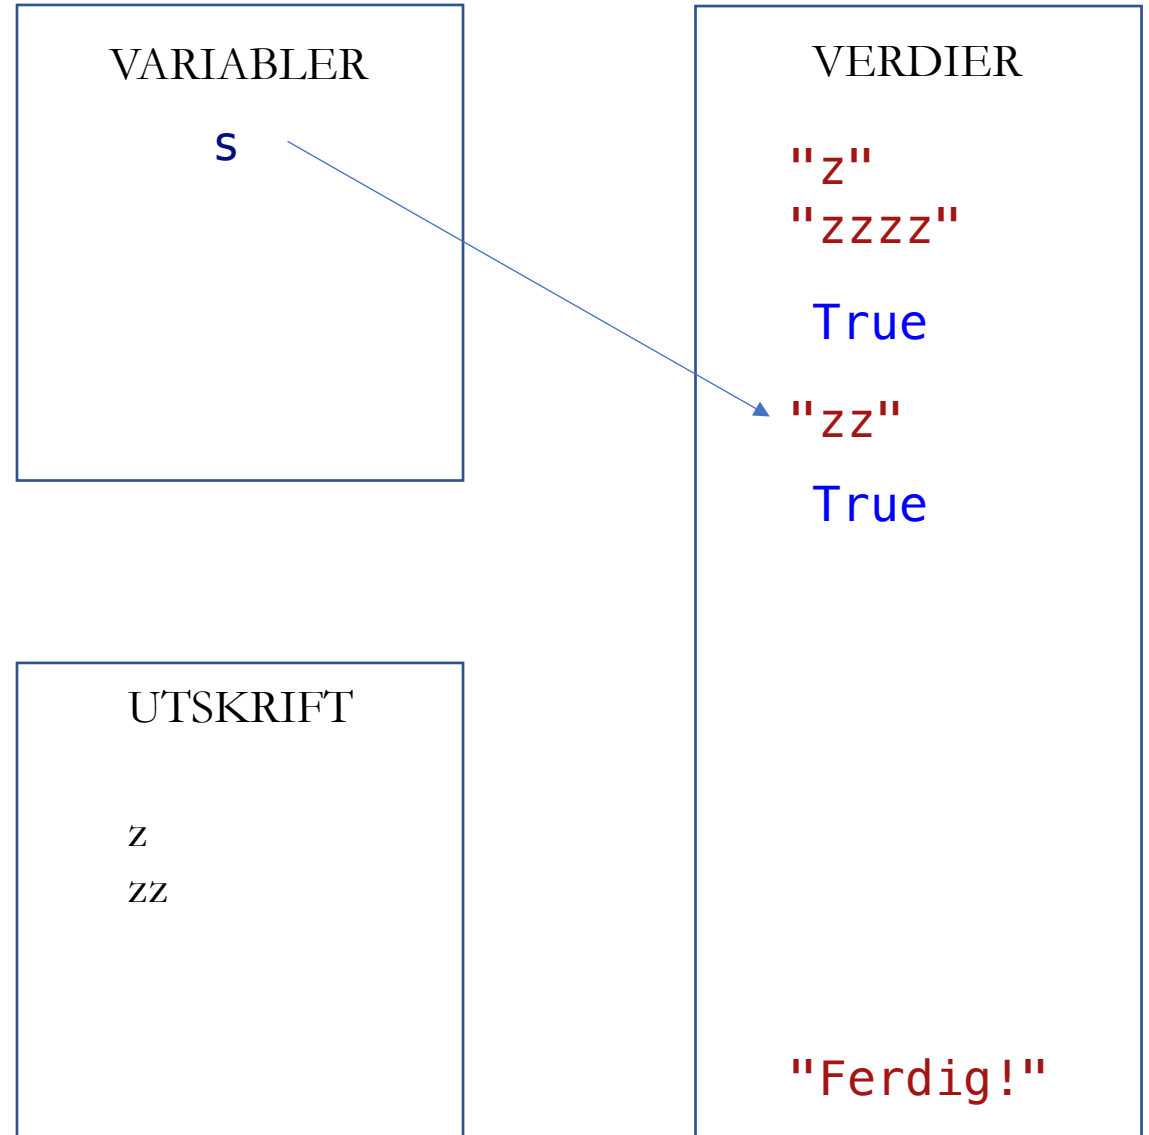 VARIABLER
s
VERDIER
"z"
"zzzz"
True
"zz"
True
"Ferdig!"
UTSKRIFT
z
zz